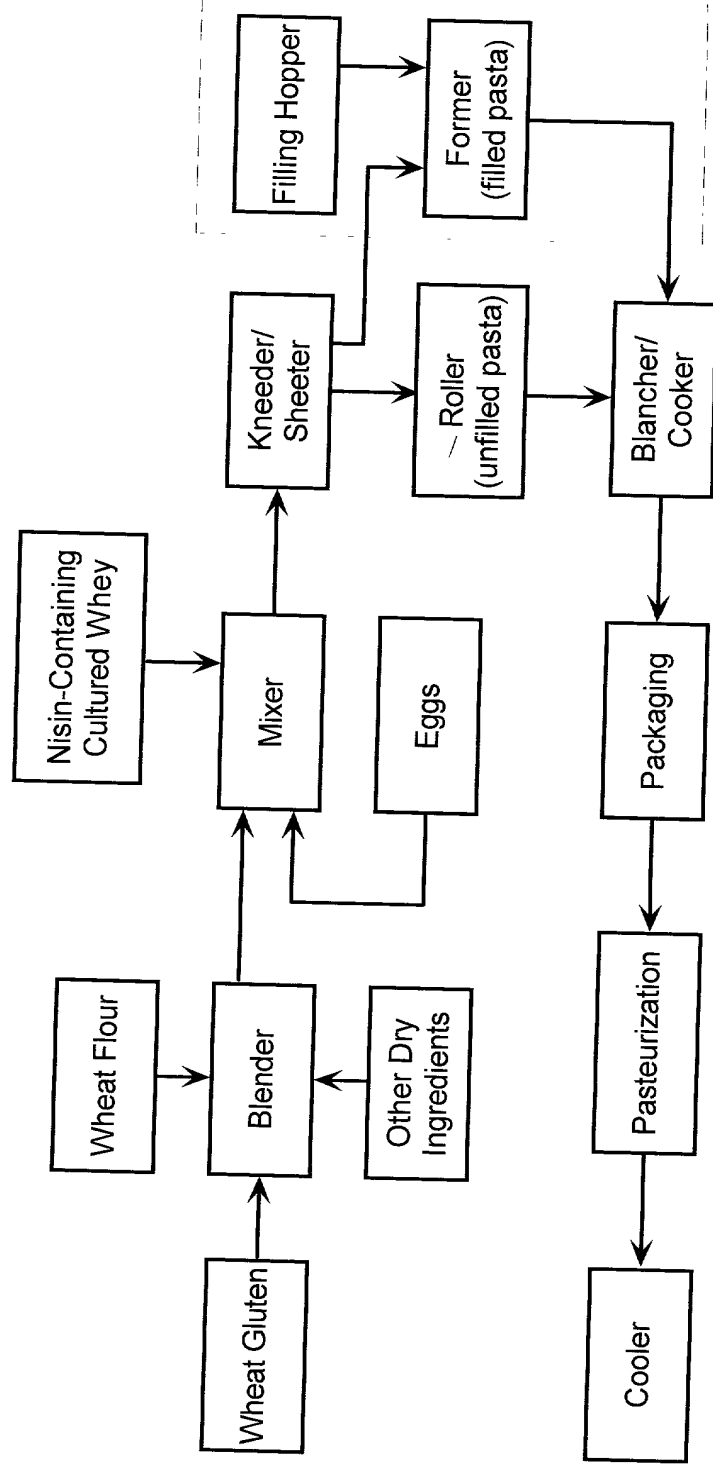 Wheat Gluten
Wheat Flour
Blender
Other Dry
Ingredients
Nisin-Containing
Cultured Whey
Mixer
Eggs
Kneeder/
Sheeter
Roller
(unfilled pasta)
Filling Hopper
Former
(filled pasta)
Blancher/
Cooker
Packaging
Pasteurization
Cooler